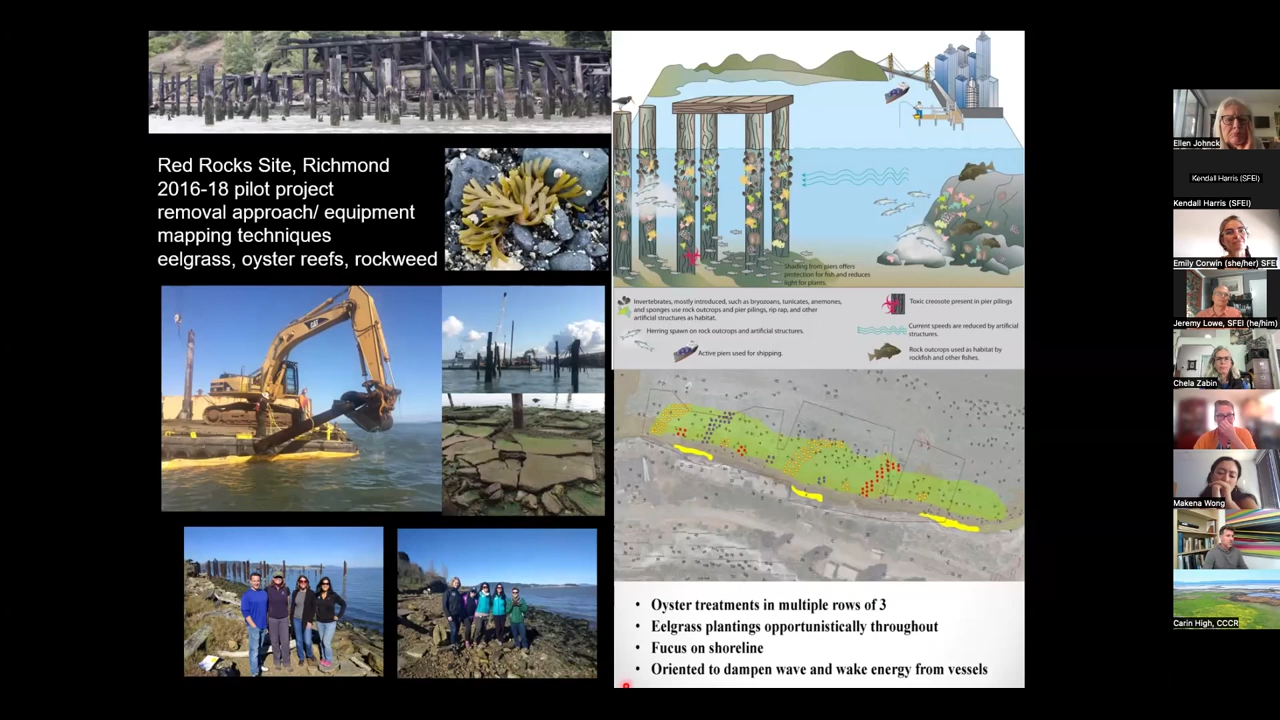 Red Rocks Site, Richmond
2016-18 pilot project
removal approach/ equipment
mapping techniques
eelgrass, oyster reefs, rockweed
CAT
Shading from piers offers
protection for fish and reduces
light for plants.
Invertebrates, mostly introduced, such as bryozoans, tunicates, anemones,
and sponges use rock outcrops and pier pilings, rip rap, and other
artificial structures as habitat.
Herring spawn on rock outcrops and artificial structures.
Active piers used for shipping.
Toxic creosote present in pier pilings
Current speeds are reduced by artificial
structures.
Rock outcrops used as habitat by
rockfish and other fishes.
• Oyster treatments in multiple rows of 3
• Eelgrass plantings opportunistically throughout
• Fucus on shoreline
• Oriented to dampen wave and wake energy from vessels
Ellen Johnck
Kendall Harris (SFEI)
Kendall Harris (SFEI)
Emily Corwin (she/her) SFEI
Jeremy Lowe, SFEI (he/him)
Chela Zabin
Makena Wong
Carin High, CCCR